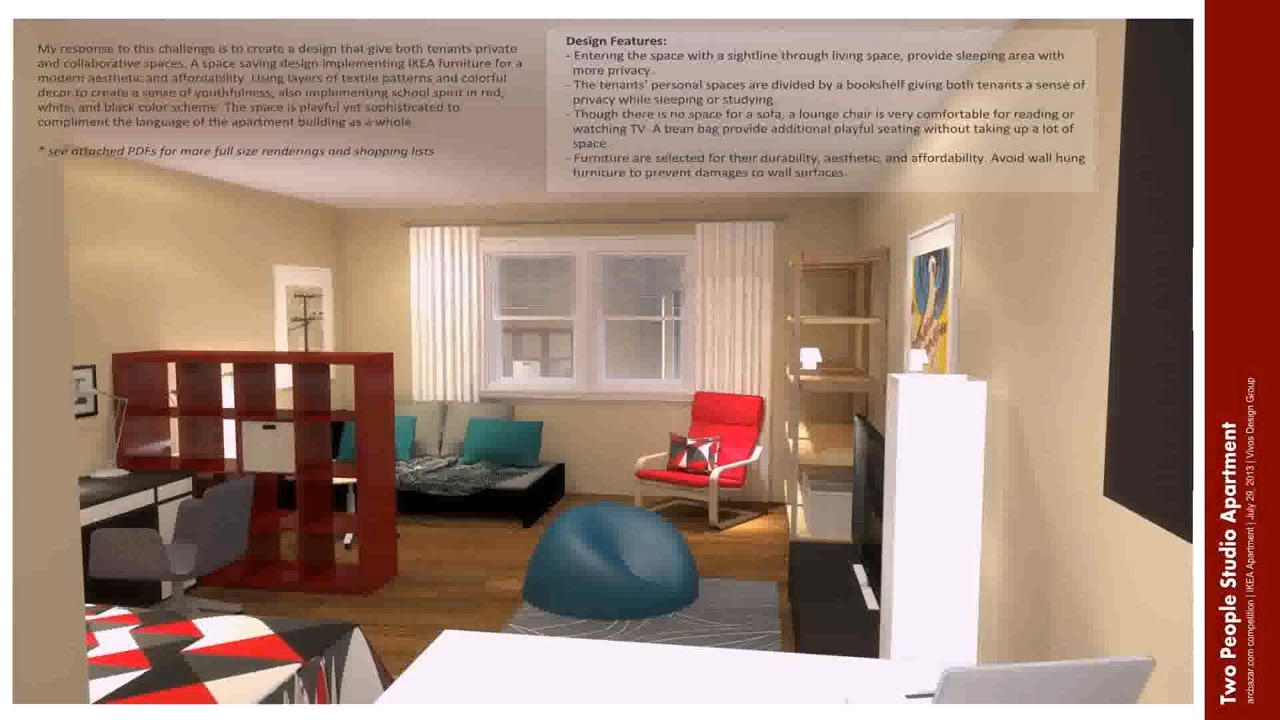 My response to this challenge is to create a design that give both tenants private
and collaborative spaces. A space saving design implementing IKEA furniture for a
modern aesthetic and affordability. Using layers of textile patterns and colorful
decor to create a sense of youthfulness, also implementing school spirit in red,
white, and black color scheme. The space is playful yet sophisticated to
compliment the language of the apartment building as a whole.
* see attached PDFs for more full size renderings and shopping lists
Design Features:
- Entering the space with a sightline through living space, provide sleeping area with
more privacy.
- The tenants' personal spaces are divided by a bookshelf giving both tenants a sense of
privacy while sleeping or studying.
- Though there is no space for a sofa, a lounge chair is very comfortable for reading or
watching TV. A bean bag provide additional playful seating without taking up a lot of
space.
- Furniture are selected for their durability, aesthetic, and affordability. Avoid wall hung
furniture to prevent damages to wall surfaces.
Two People Studio Apartment
arcbazar.com competition | IKEA Apartment | July 29, 2013 | Vivos Design Group